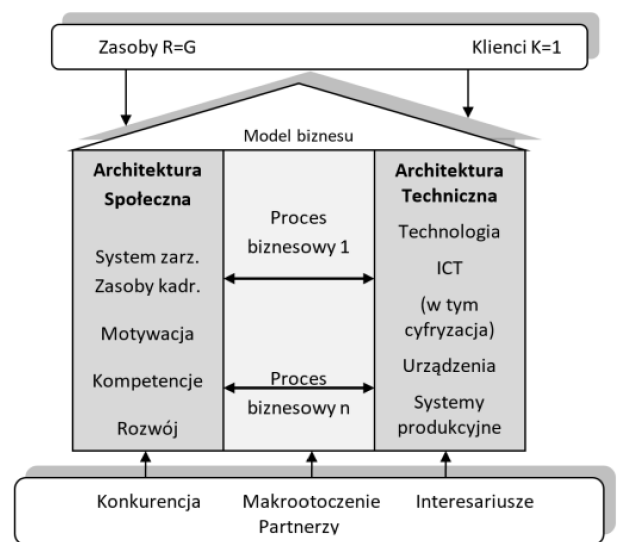 Zasoby R=G
Klienci K=1
Model biznesu
Architektura
Społeczna
System zarz.
Zasoby kadr.
Motywacja
Kompetencje
Rozwój
Proces
biznesowy 1
Proces
biznesowy n
Architektura
Techniczna
Technologia
ICT
(w tym
cyfryzacja)
Urządzenia
Systemy
produkcyjne
Konkurencja
Makrootoczenie
Interesariusze
Partnerzy